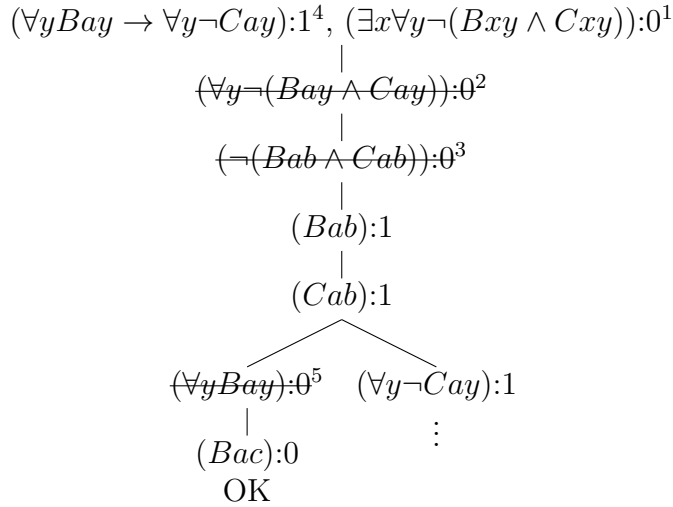 (∀yBay → ∀y¬Cay):1⁴, (∃x∀y¬(Bxy ∧ Cxy)):0¹
(∀y¬(Bay ∧ Cay)):0²
(¬(Bab ∧ Cab)):0³
(Bab):1
(Cab):1
(∀yBay):0⁵ (∀y¬Cay):1
(Bac):0 ⋮
OK